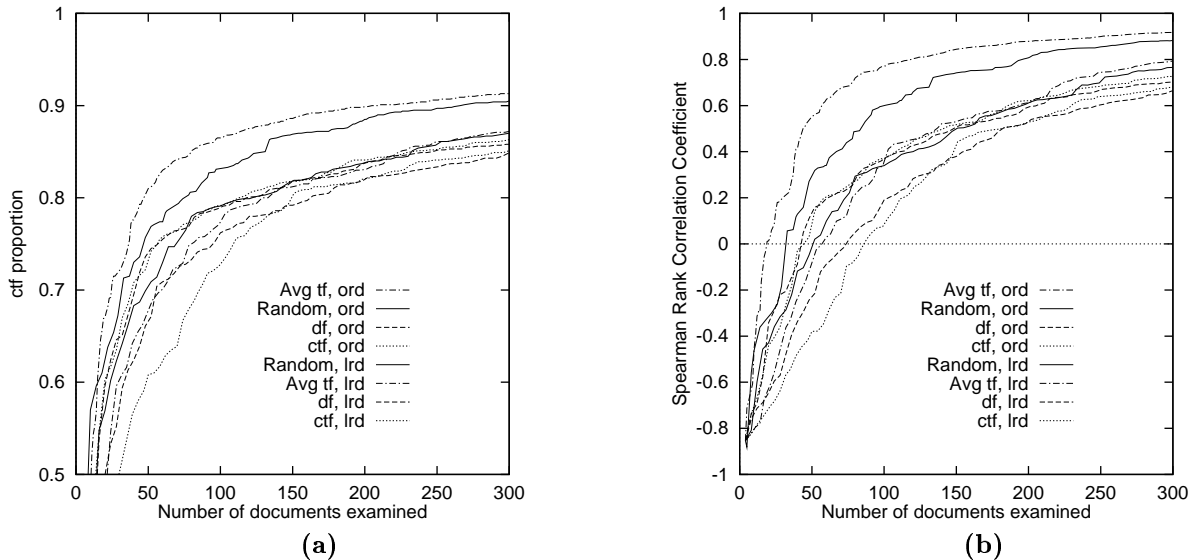 1
0.9
0.8
0.7
0.6
0.5
0
50
100
150
200
250
300
ctf proportion
Number of documents examined
Avg tf, ord
Random, ord
df, ord
ctf, ord
Random, lrd
Avg tf, lrd
df, lrd
ctf, lrd
(a)
1
0.8
0.6
0.4
0.2
0
-0.2
-0.4
-0.6
-0.8
-1
0
50
100
150
200
250
300
Spearman Rank Correlation Coefficient
Number of documents examined
Avg tf, ord
Random, ord
df, ord
ctf, ord
Random, lrd
Avg tf, lrd
df, lrd
ctf, lrd
(b)